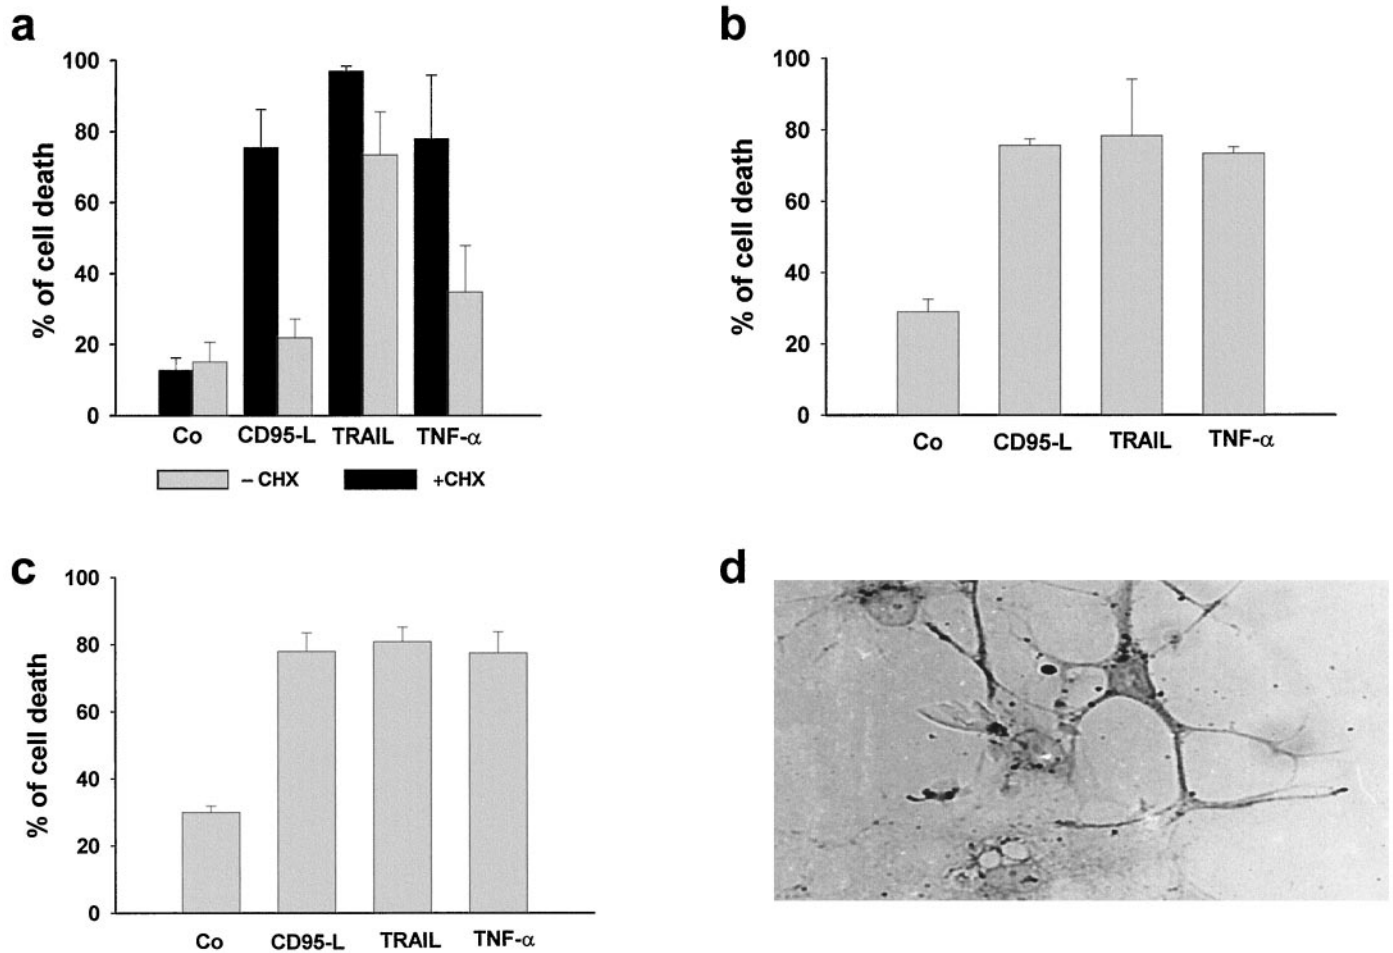 a
100
80
60
40
20
0
% of cell death
Co CD95-L TRAIL TNF-α
– CHX +CHX
b
100
80
60
40
20
0
% of cell death
Co CD95-L TRAIL TNF-α
c
100
80
60
40
20
0
% of cell death
Co CD95-L TRAIL TNF-α
d